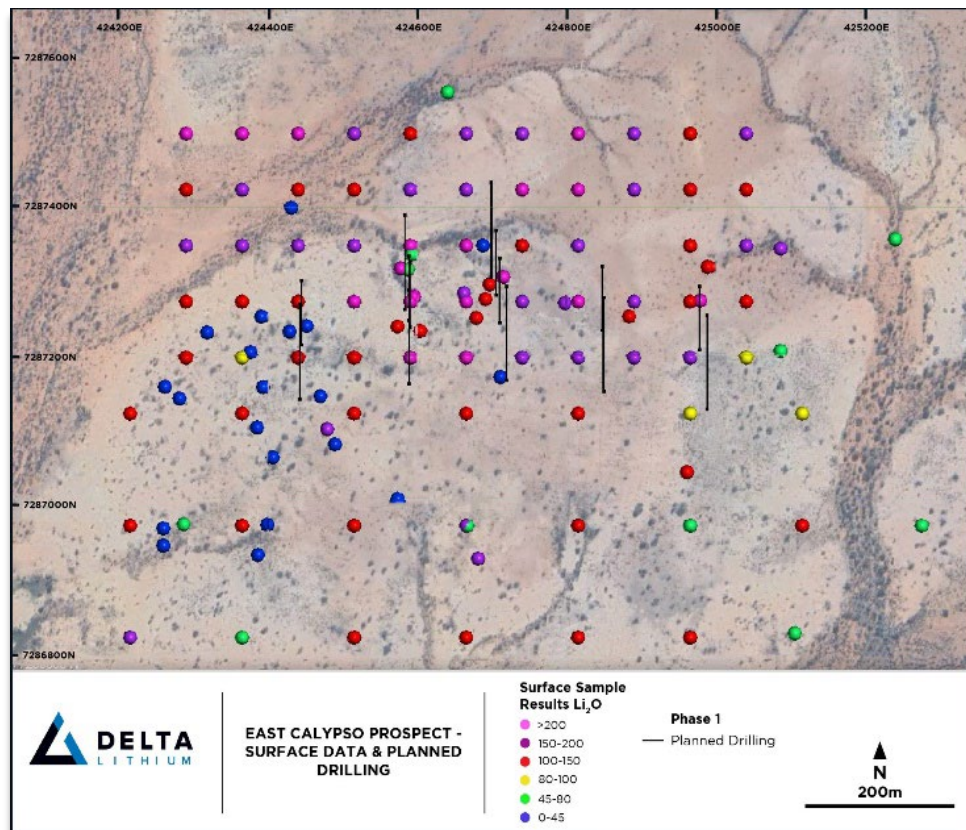 424200E 424400E 424600E 424800E 425000E 425200E
7287600N
7287400N
7287200N
7287000N
7286800N
DELTA
LITHIUM
EAST CALYPSO PROSPECT -
SURFACE DATA & PLANNED
DRILLING
Surface Sample
Results Li₂O
>200
150-200
100-150
80-100
45-80
0-45
Phase 1
Planned Drilling
N
200m